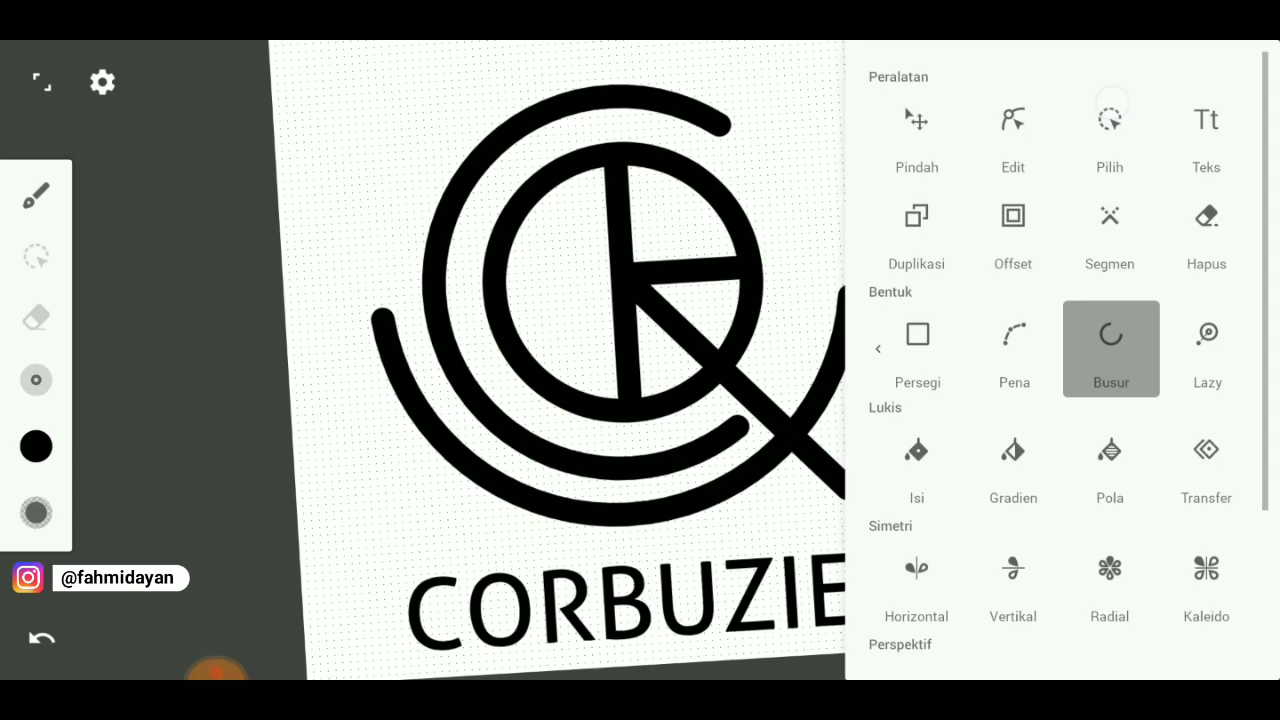 Peralatan
Pindah
Edit
Pilih
Tt
Teks
Duplikasi
Offset
Segmen
Hapus
Bentuk
Persegi
Pena
Busur
Lazy
Lukis
Isi
Gradien
Pola
Transfer
Simetri
Horizontal
Vertikal
Radial
Kaleido
Perspektif
@fahmidayan
CORBUZIE